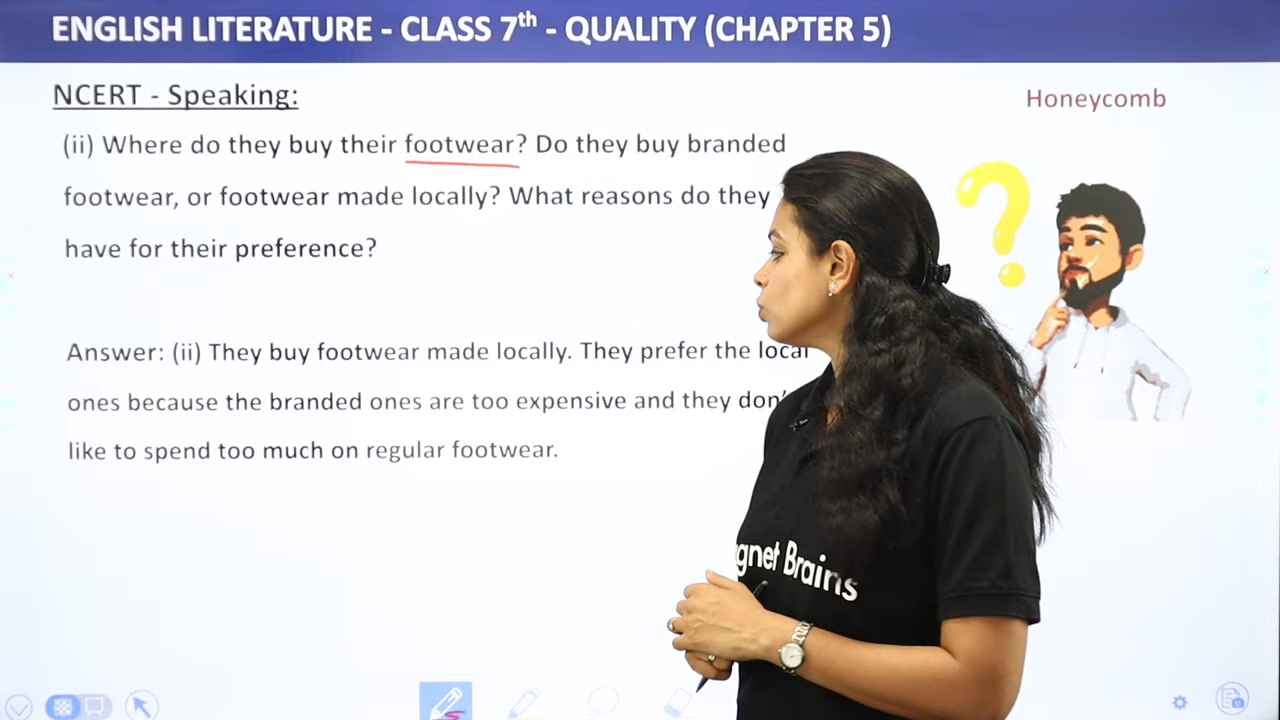 ENGLISH LITERATURE - CLASS 7th - QUALITY (CHAPTER 5)
NCERT - Speaking:
Honeycomb
(ii) Where do they buy their footwear? Do they buy branded
footwear, or footwear made locally? What reasons do they
have for their preference?
Answer: (ii) They buy footwear made locally. They prefer the local
ones because the branded ones are too expensive and they don'
like to spend too much on regular footwear.
gnet Brains